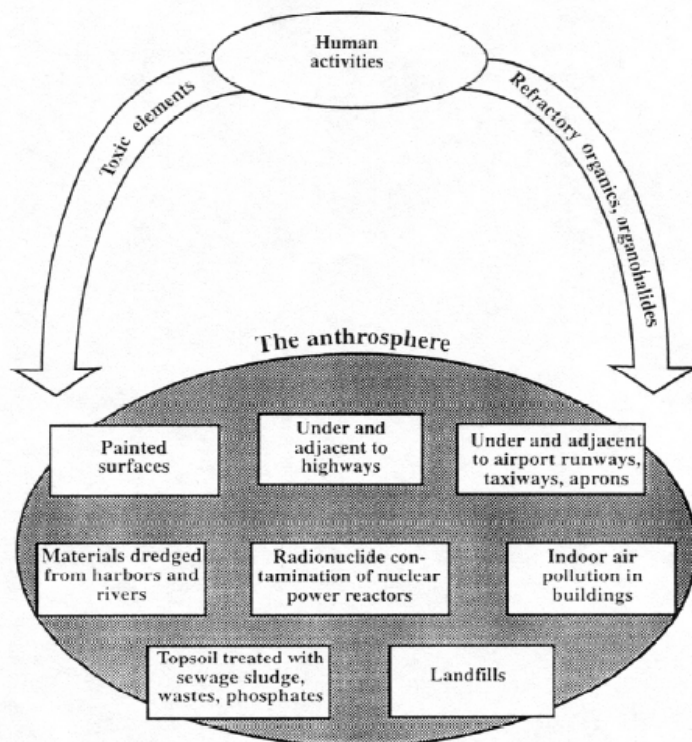 Human
activities
Toxic elements
Refractory organics, organohalides
The anthrosphere
Painted
surfaces
Under and
adjacent to
highways
Under and adjacent
to airport runways,
taxiways, aprons
Materials dredged
from harbors and
rivers
Radionuclide con-
tamination of nuclear
power reactors
Indoor air
pollution in
buildings
Topsoil treated with
sewage sludge,
wastes, phosphates
Landfills